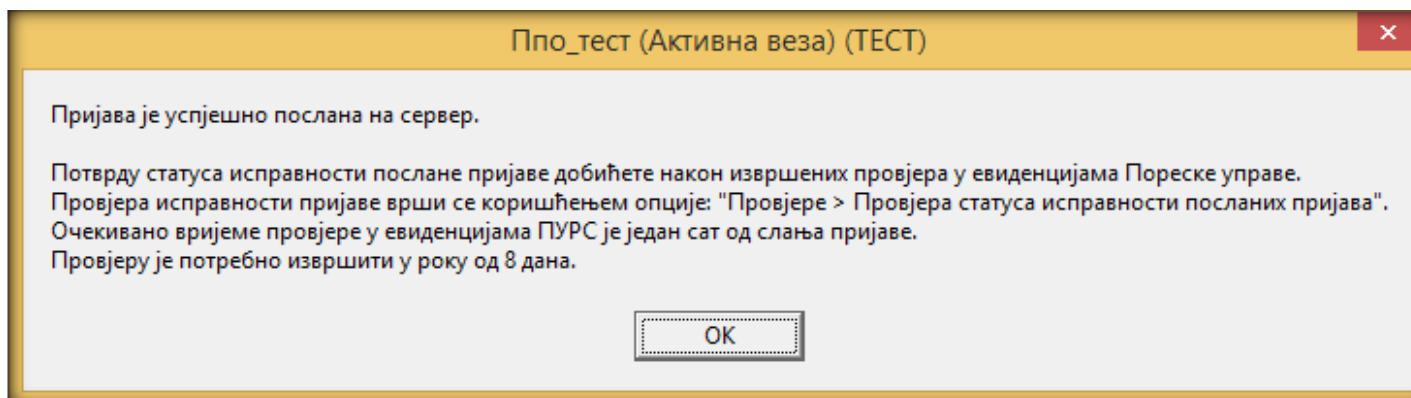 Ппо_тест (Активна веза) (ТЕСТ)
Пријава је успјешно послана на сервер.
Потврду статуса исправности послане пријаве добићете након извршених провјера у евиденцијама Пореске управе.
Провјера исправности пријаве врши се коришћењем опције: "Провјере > Провјера статуса исправности посланих пријава".
Очекивано вријеме провјере у евиденцијама ПУРС је један сат од слања пријаве.
Провјеру је потребно извршити у року од 8 дана.
OK